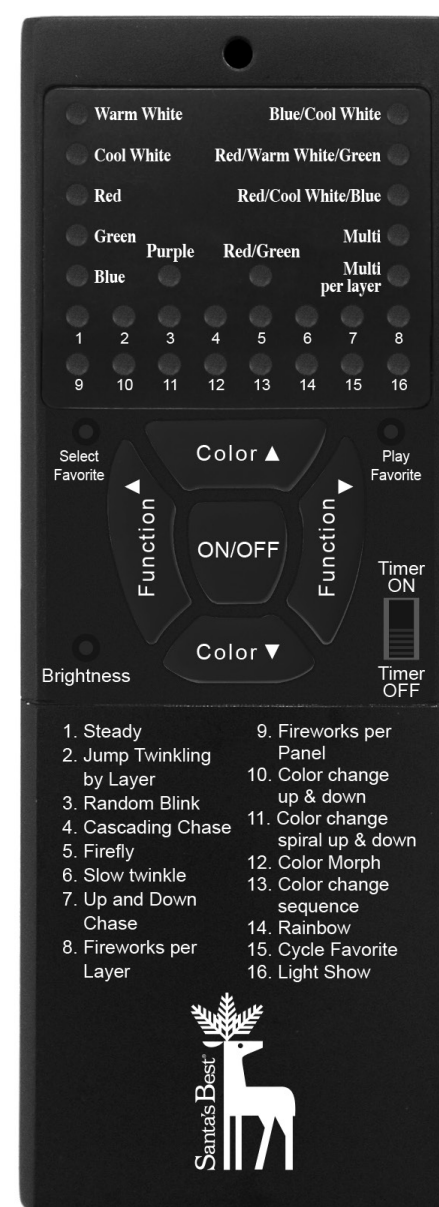 Warm White
Blue/Cool White
Cool White
Red/Warm White/Green
Red
Red/Cool White/Blue
Green
Purple
Red/Green
Multi
Blue
Multi
per layer
1 2 3 4 5 6 7 8
9 10 11 12 13 14 15 16
Select
Favorite
Color ▲
Play
Favorite
◄ Function
ON/OFF
Function ►
Timer
ON
Color ▼
Brightness
Timer
OFF
1. Steady
2. Jump Twinkling
by Layer
3. Random Blink
4. Cascading Chase
5. Firefly
6. Slow twinkle
7. Up and Down
Chase
8. Fireworks per
Layer
9. Fireworks per
Panel
10. Color change
up & down
11. Color change
spiral up & down
12. Color Morph
13. Color change
sequence
14. Rainbow
15. Cycle Favorite
16. Light Show
Santa's Best®